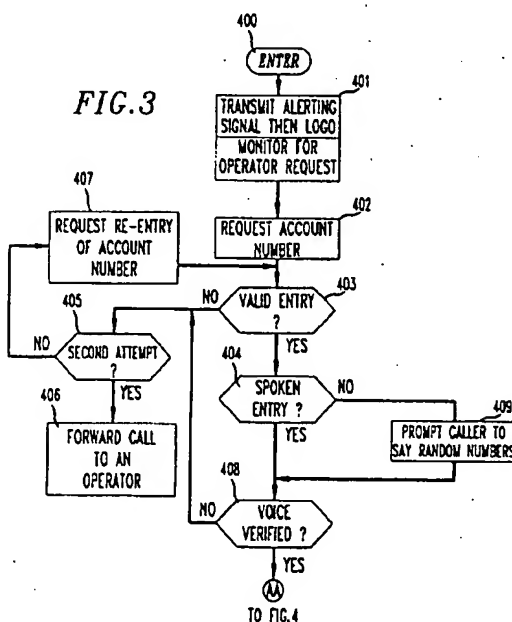 400
ENTER
FIG.3
401
TRANSMIT ALERTING
SIGNAL THEN LOGO
MONITOR FOR
OPERATOR REQUEST
407
REQUEST RE-ENTRY
OF ACCOUNT
NUMBER
402
REQUEST ACCOUNT
NUMBER
403
NO
VALID ENTRY
?
YES
405
NO
SECOND ATTEMPT
?
YES
404
SPOKEN
ENTRY ?
NO
YES
406
FORWARD CALL
TO AN
OPERATOR
409
PROMPT CALLER TO
SAY RANDOM NUMBERS
408
NO
VOICE
VERIFIED ?
YES
AA
TO FIG.4